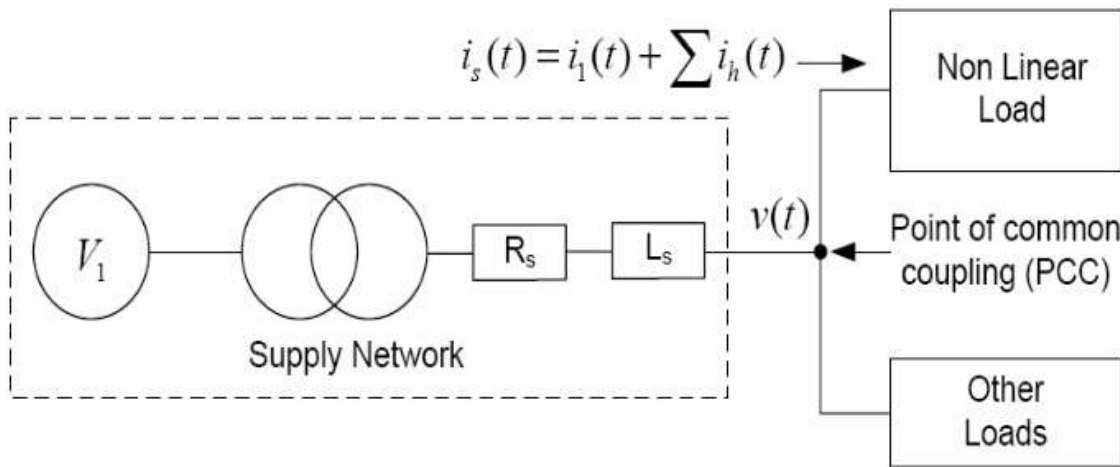 i_s(t) = i_1(t) + ∑ i_h(t)
Non Linear
Load
V_1
R_s
L_s
v(t)
Point of common
coupling (PCC)
Supply Network
Other
Loads